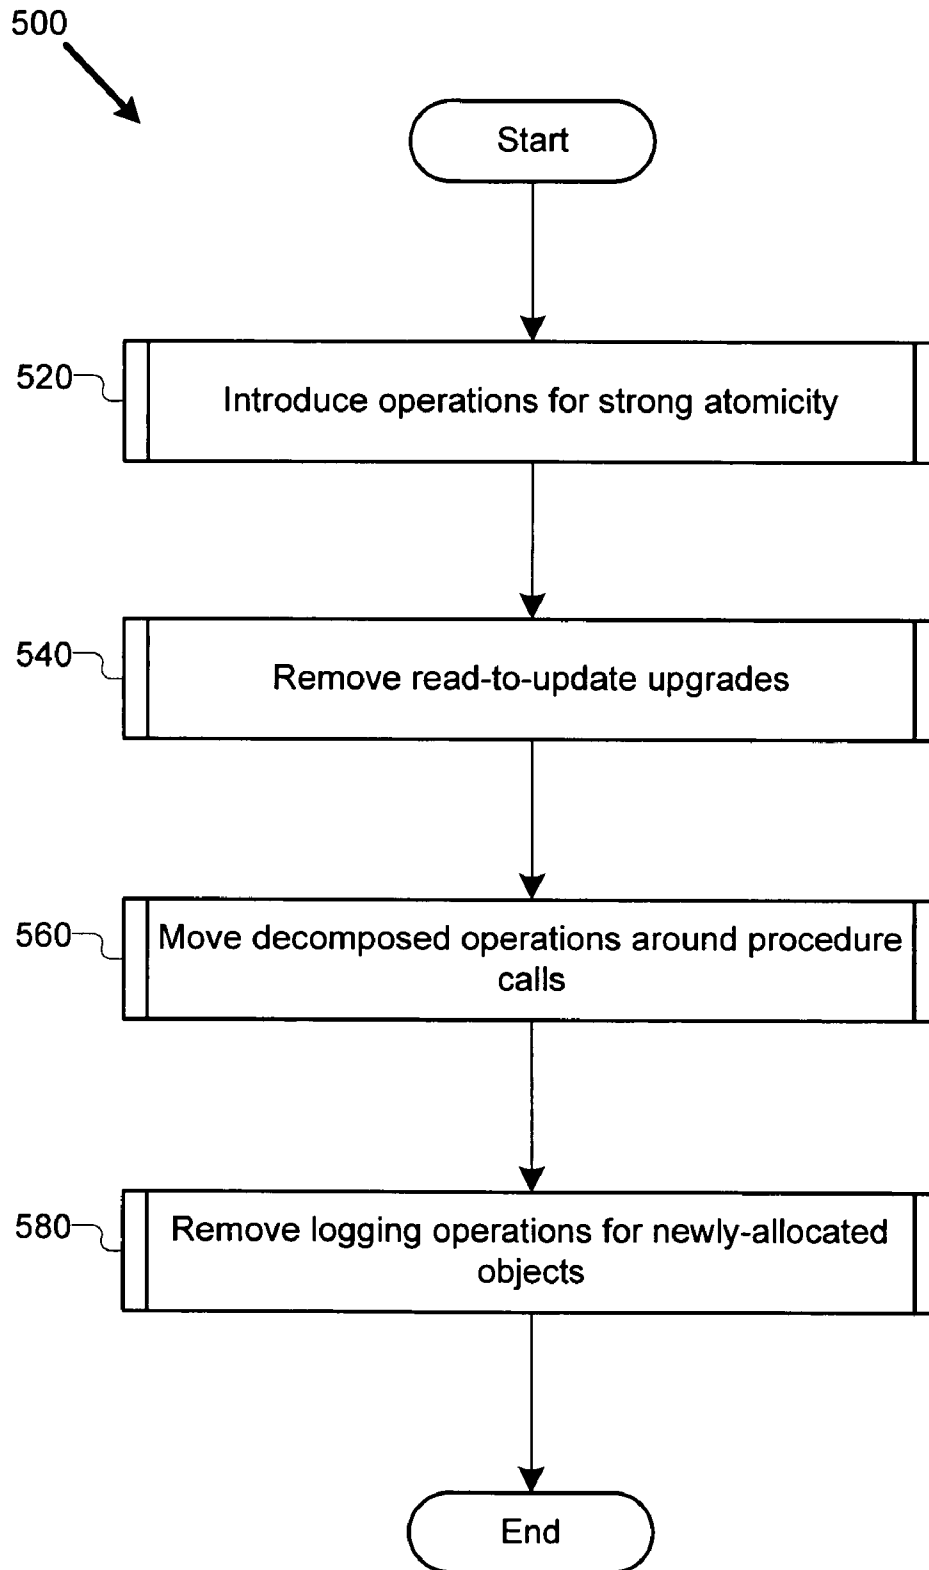 500
Start
520
Introduce operations for strong atomicity
540
Remove read-to-update upgrades
560
Move decomposed operations around procedure
calls
580
Remove logging operations for newly-allocated
objects
End